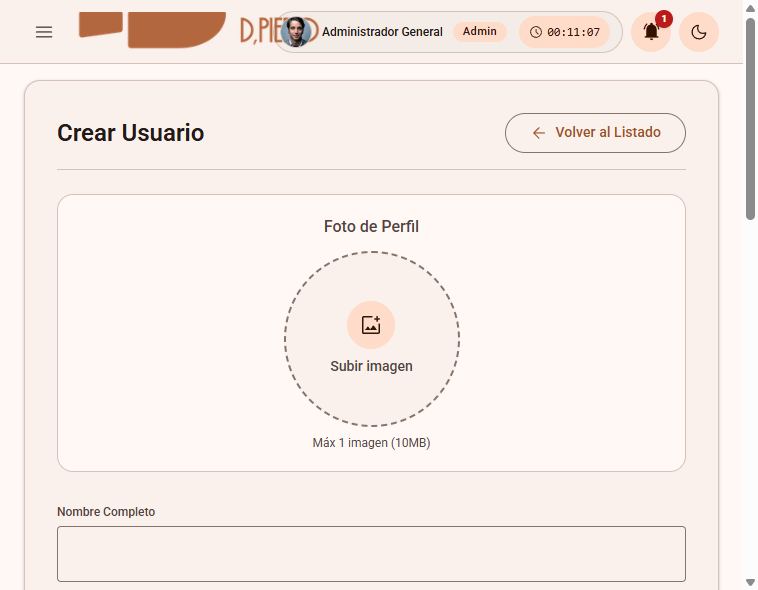 Administrador General
Admin
00:11:07
1
Crear Usuario
Volver al Listado
Foto de Perfil
Subir imagen
Máx 1 imagen (10MB)
Nombre Completo